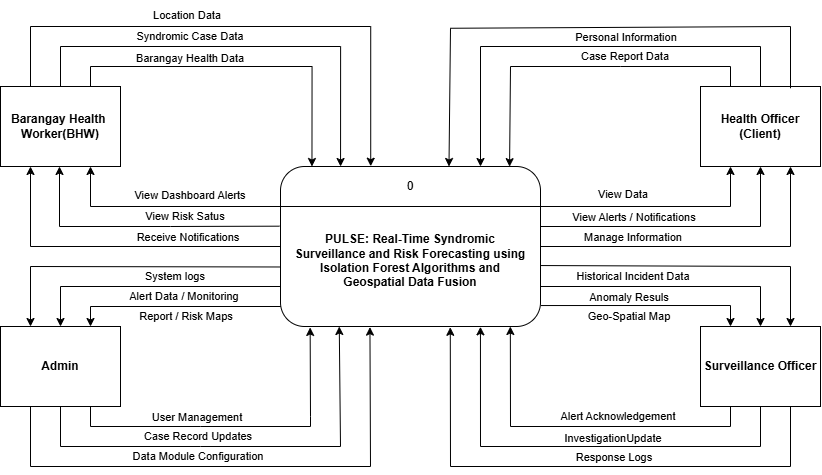 Location Data
Syndromic Case Data
Barangay Health Data
Personal Information
Case Report Data
Barangay Health
Worker(BHW)
Health Officer
(Client)
0
View Dashboard Alerts
View Risk Satus
Receive Notifications
View Data
View Alerts / Notifications
Manage Information
PULSE: Real-Time Syndromic
Surveillance and Risk Forecasting using
Isolation Forest Algorithms and
Geospatial Data Fusion
System logs
Alert Data / Monitoring
Report / Risk Maps
Historical Incident Data
Anomaly Resuls
Geo-Spatial Map
Admin
Surveillance Officer
User Management
Case Record Updates
Data Module Configuration
Alert Acknowledgement
InvestigationUpdate
Response Logs